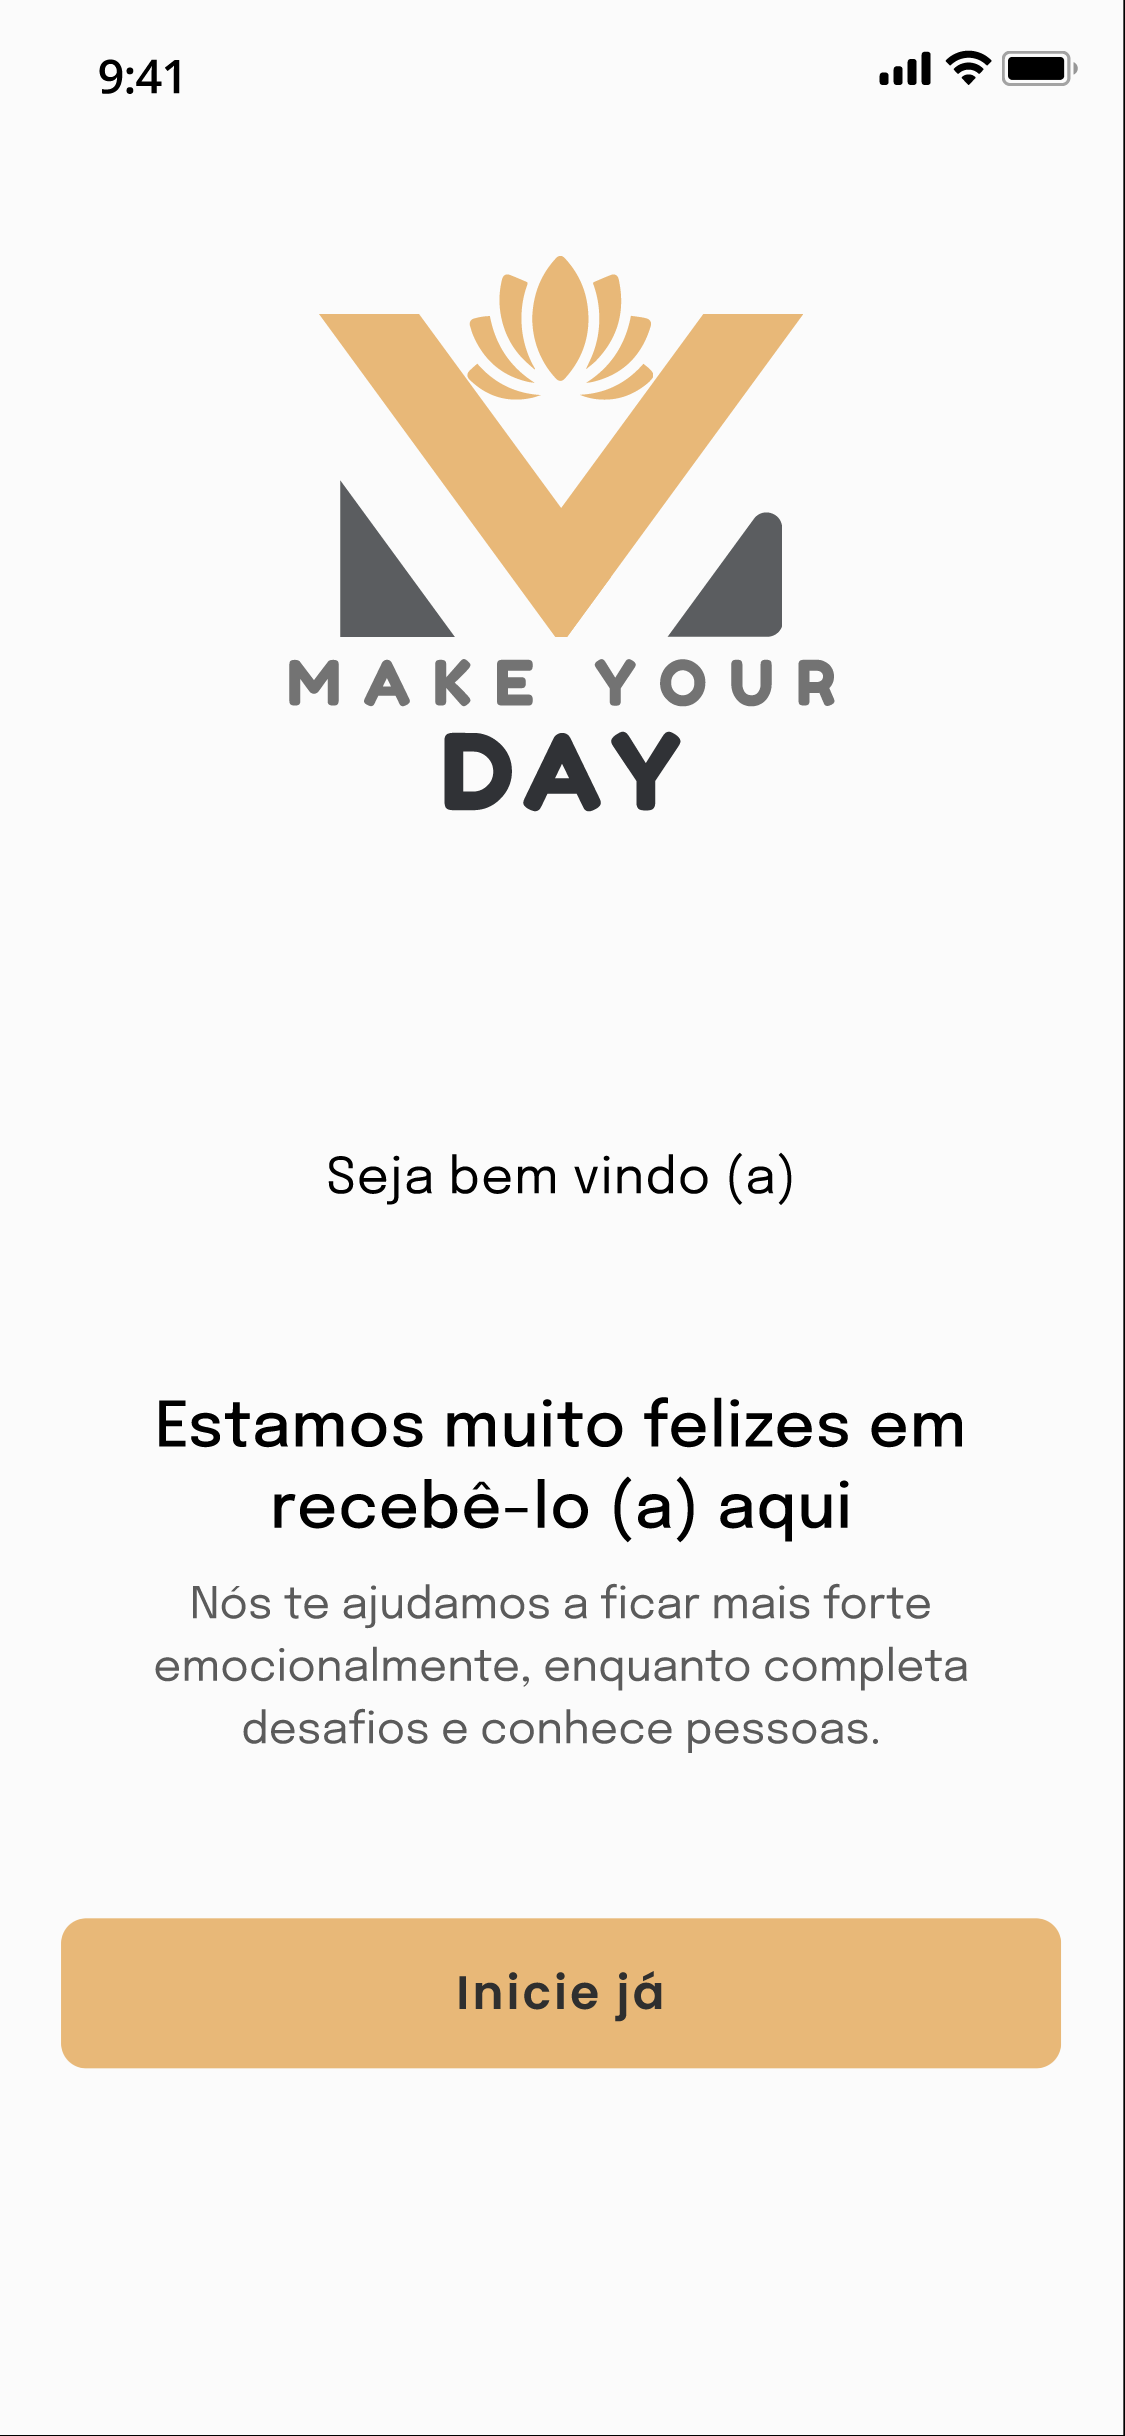 9:41
MAKE YOUR
DAY
Seja bem vindo (a)
Estamos muito felizes em
recebê-lo (a) aqui
Nós te ajudamos a ficar mais forte
emocionalmente, enquanto completa
desafios e conhece pessoas.
Inicie já